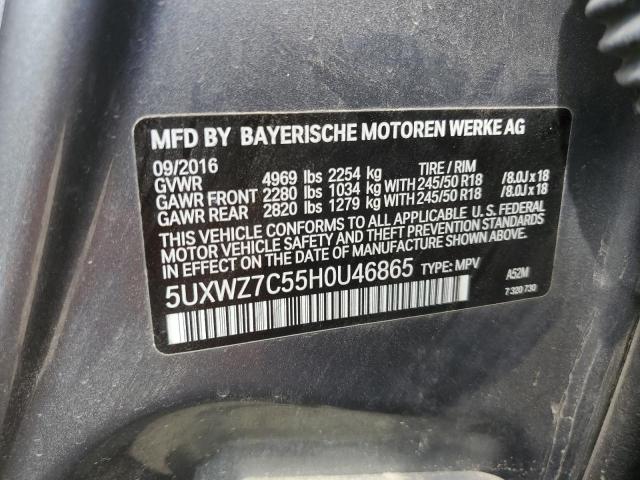 MFD BY BAYERISCHE MOTOREN WERKE AG
09/2016 TIRE / RIM
GVWR 4969 lbs 2254 kg
GAWR FRONT 2280 lbs 1034 kg WITH 245/50 R18 /8.0J x 18
GAWR REAR 2820 lbs 1279 kg WITH 245/50 R18 /8.0J x 18
THIS VEHICLE CONFORMS TO ALL APPLICABLE U. S. FEDERAL
MOTOR VEHICLE SAFETY AND THEFT PREVENTION STANDARDS
IN EFFECT ON THE DATE OF MANUFACTURE SHOWN ABOVE.
5UXWZ7C55H0U46865 TYPE: MPV A52M
7 320 730